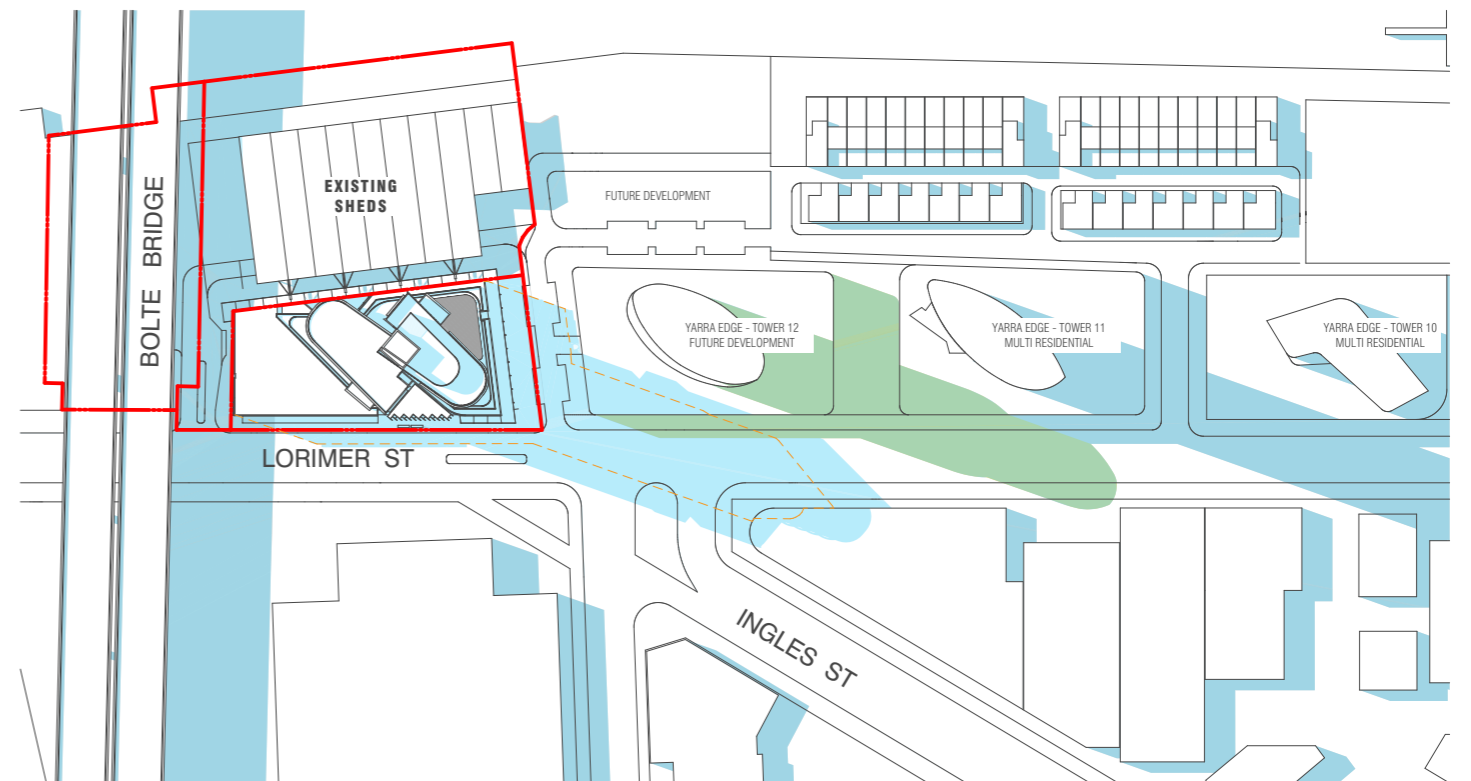 BOLTE BRIDGE
EXISTING
SHEDS
FUTURE DEVELOPMENT
YARRA EDGE - TOWER 12
FUTURE DEVELOPMENT
YARRA EDGE - TOWER 11
MULTI RESIDENTIAL
YARRA EDGE - TOWER 10
MULTI RESIDENTIAL
LORIMER ST
INGLES ST